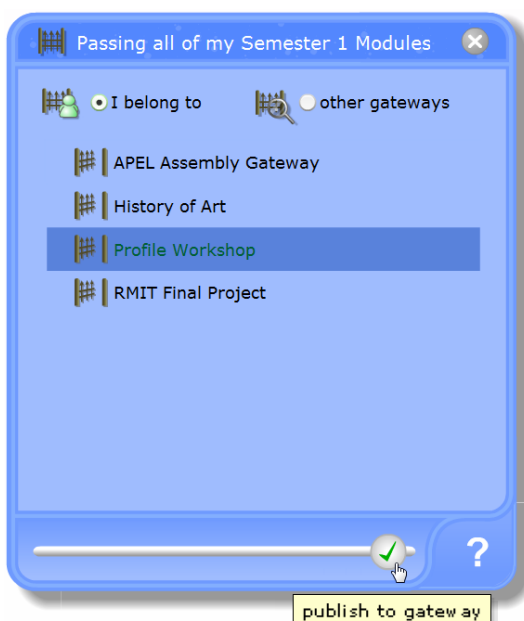 Passing all of my Semester 1 Modules
I belong to other gateways
APEL Assembly Gateway
History of Art
Profile Workshop
RMIT Final Project
?
publish to gateway